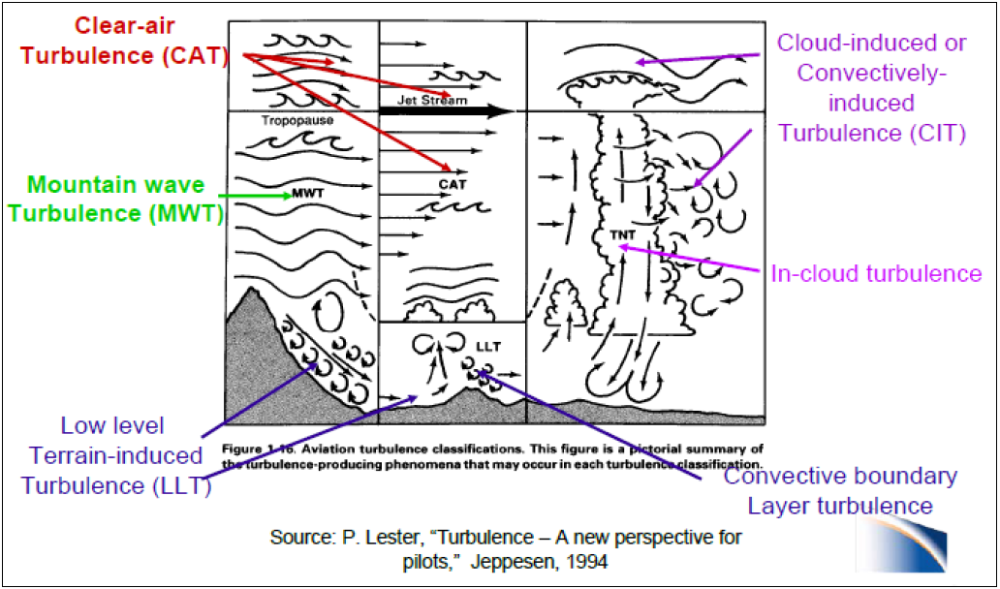 Clear-air
Turbulence (CAT)
Cloud-induced or
Convectively-
induced
Turbulence (CIT)
Jet Stream
Tropopause
Mountain wave
Turbulence (MWT)
MWT
CAT
TNT
In-cloud turbulence
LLT
Low level
Terrain-induced
Turbulence (LLT)
Figure 1-16. Aviation turbulence classifications. This figure is a pictorial summary of
the turbulence-producing phenomena that may occur in each turbulence classification.
Convective boundary
Layer turbulence
Source: P. Lester, “Turbulence – A new perspective for
pilots,” Jeppesen, 1994